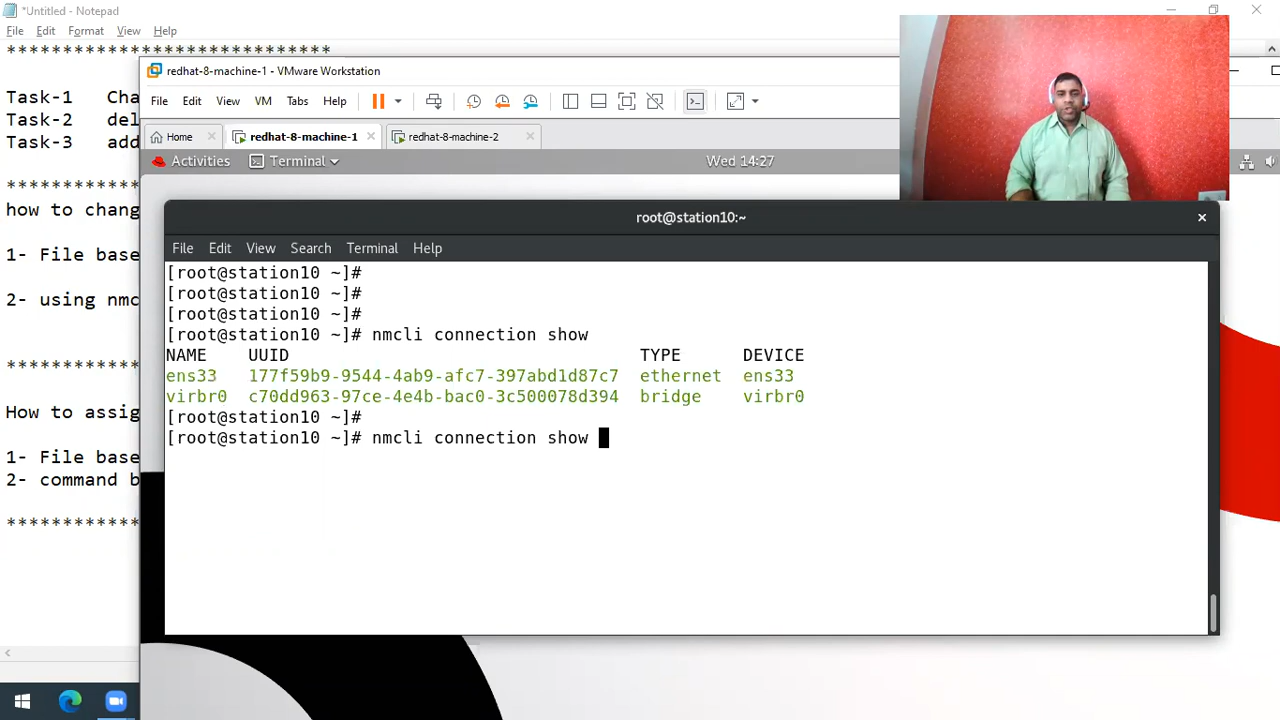 *Untitled - Notepad
File Edit Format View Help
*****************************
Task-1 Cha
Task-2 del
Task-3 add
************
how to chang
1- File base
2- using nmc
************
How to assig
1- File base
2- command b
************
redhat-8-machine-1 - VMware Workstation
File Edit View VM Tabs Help
Home redhat-8-machine-1 redhat-8-machine-2
Activities Terminal Wed 14:27
root@station10:~
File Edit View Search Terminal Help
[root@station10 ~]#
[root@station10 ~]#
[root@station10 ~]#
[root@station10 ~]# nmcli connection show
NAME UUID TYPE DEVICE
ens33 177f59b9-9544-4ab9-afc7-397abd1d87c7 ethernet ens33
virbr0 c70dd963-97ce-4e4b-bac0-3c500078d394 bridge virbr0
[root@station10 ~]#
[root@station10 ~]# nmcli connection show